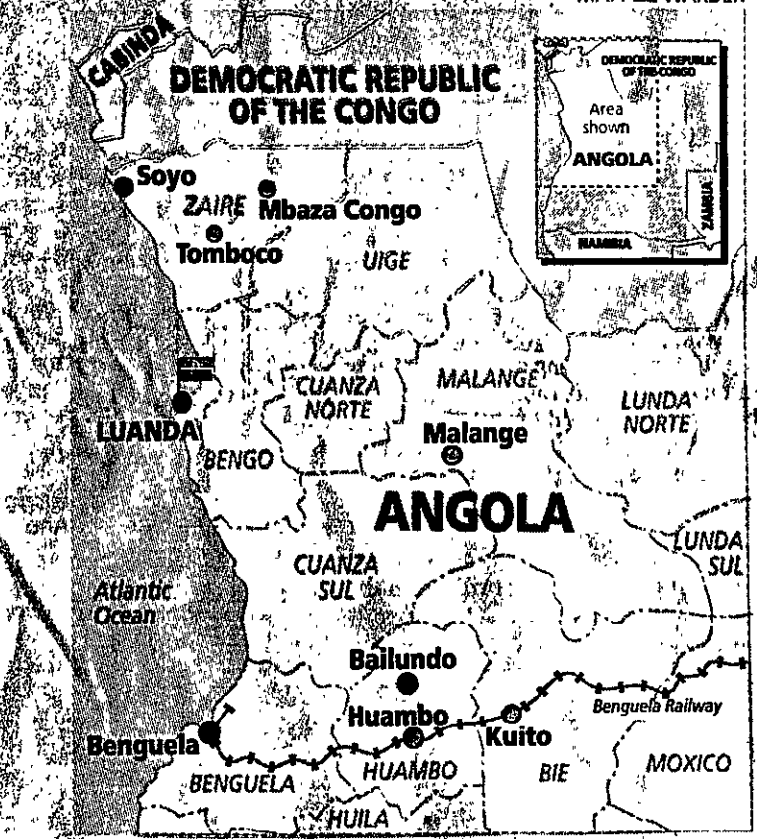 CABINDA
DEMOCRATIC REPUBLIC
OF THE CONGO
DEMOCRATIC REPUBLIC
OF THE CONGO
Area
shown
ANGOLA
ZAMBIA
NAMIBIA
Soyo
ZAIRE
Mbaza Congo
Tomboco
UIGE
CUANZA
NORTE
MALANGE
LUNDA
NORTE
LUANDA
BENGO
Malange
ANGOLA
LUNDA
SUL
CUANZA
SUL
Atlantic
Ocean
Bailundo
Benguela Railway
Huambo
Kuito
Benguela
BENGUELA
HUAMBO
BIE
MOXICO
HUILA